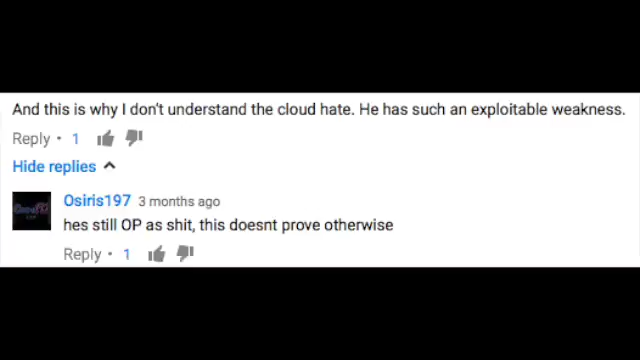 And this is why I don't understand the cloud hate. He has such an exploitable weakness.
Reply • 1
Hide replies
Osiris197 3 months ago
hes still OP as shit, this doesnt prove otherwise
Reply • 1